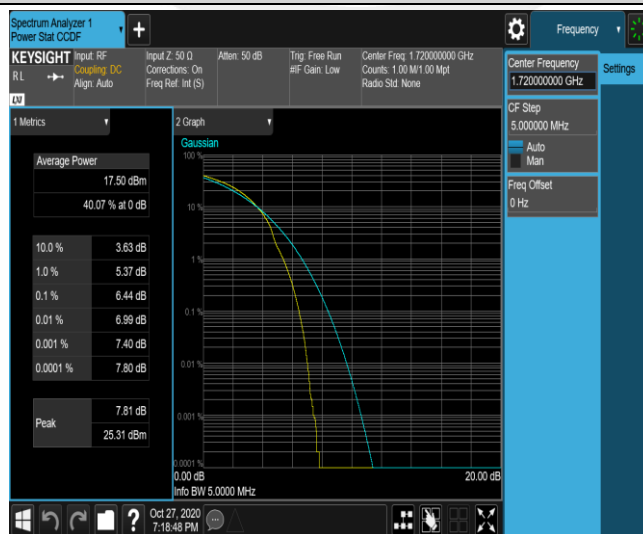 Spectrum Analyzer 1
Power Stat CCDF
+
Frequency
KEYSIGHT
RL
LXI
Input: RF
Coupling: DC
Align: Auto
Input Z: 50 Ω
Corrections: On
Freq Ref: Int (S)
Atten: 50 dB
Trig: Free Run
#IF Gain: Low
Center Freq: 1.720000000 GHz
Counts: 1.00 M/1.00 Mpt
Radio Std: None
Center Frequency
1.720000000 GHz
Settings
CF Step
5.000000 MHz
Auto
Man
Freq Offset
0 Hz
1 Metrics
Average Power
17.50 dBm
40.07 % at 0 dB
10.0 % 3.63 dB
1.0 % 5.37 dB
0.1 % 6.44 dB
0.01 % 6.99 dB
0.001 % 7.40 dB
0.0001 % 7.80 dB
Peak
7.81 dB
25.31 dBm
2 Graph
Gaussian
100 %
10 %
1 %
0.1 %
0.01 %
0.001 %
0.0001 %
0.00 dB 20.00 dB
Info BW 5.0000 MHz
?
Oct 27, 2020
7:18:48 PM